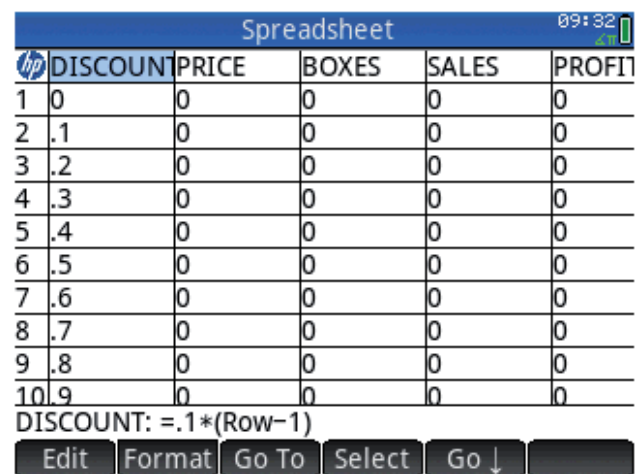 Spreadsheet 09:32
∡π
hp DISCOUNT PRICE BOXES SALES PROFIT
1 0 0 0 0 0
2 .1 0 0 0 0
3 .2 0 0 0 0
4 .3 0 0 0 0
5 .4 0 0 0 0
6 .5 0 0 0 0
7 .6 0 0 0 0
8 .7 0 0 0 0
9 .8 0 0 0 0
10 .9 0 0 0 0
DISCOUNT: =.1*(Row−1)
Edit Format Go To Select Go ↓